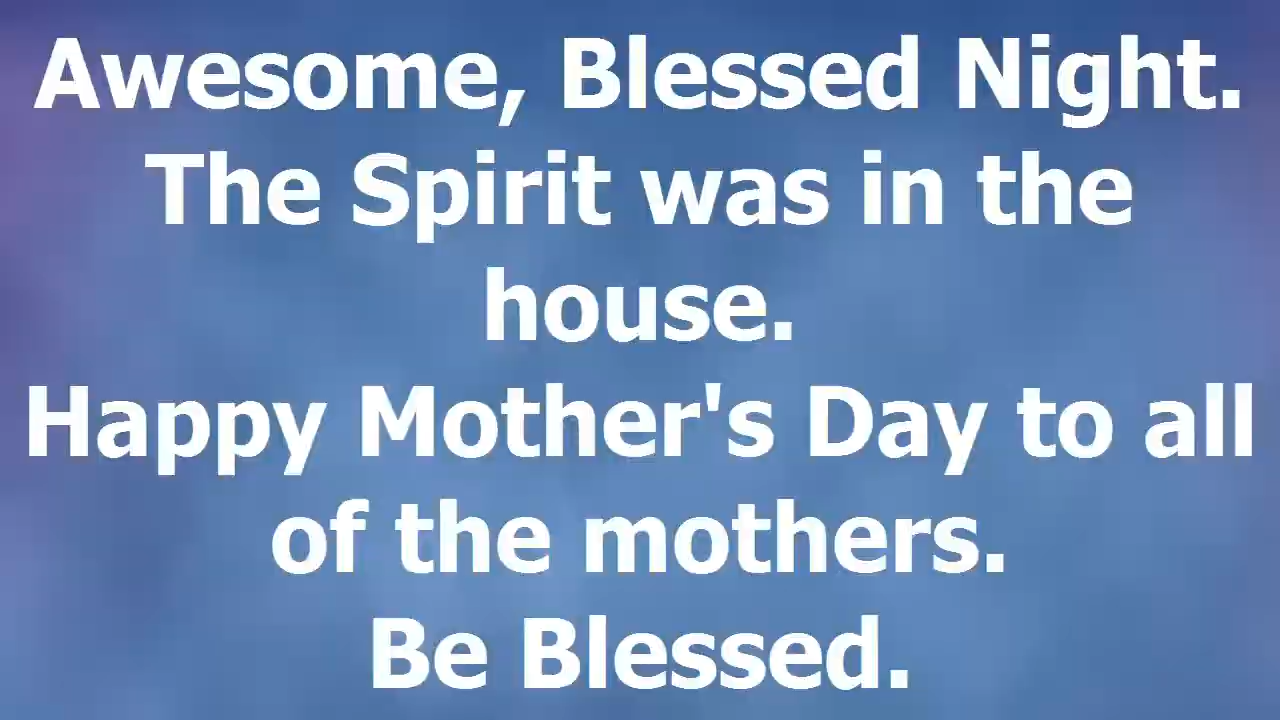 Awesome, Blessed Night.
The Spirit was in the
house.
Happy Mother's Day to all
of the mothers.
Be Blessed.